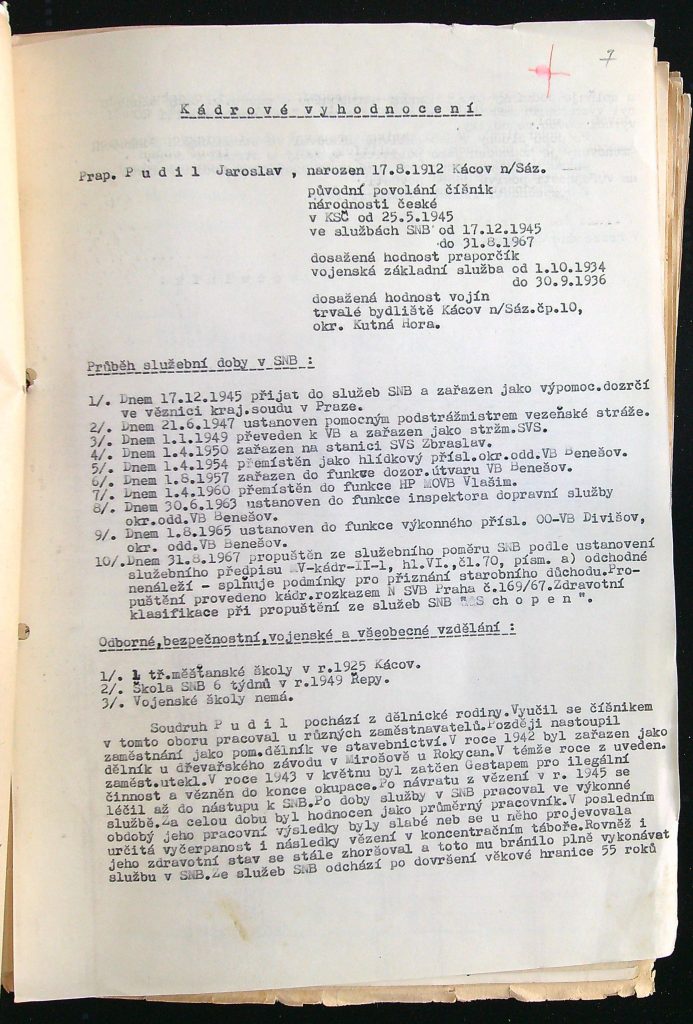 9
Kádrové vyhodnocení
Prap. Pudil Jaroslav, narozen 17.8.1912 Kácov n/Sáz.
původní povolání číšník
národnosti české
v KSČ od 25.5.1945
ve službách SNB od 17.12.1945
do 31.8.1967
dosažená hodnost praporčík
vojenská základní služba od 1.10.1934
do 30.9.1936
dosažená hodnost vojín
trvalé bydliště Kácov n/Sáz.čp.10,
okr. Kutná Hora.
Průběh služební doby v SNB :
1/. Dnem 17.12.1945 přijat do služeb SNB a zařazen jako výpomoc.dozrčí
ve věznici kraj.soudu v Praze.
2/. Dnem 21.6.1947 ustanoven pomocným podstrážmistrem vezeňské stráže.
3/. Dnem 1.1.1949 převeden k VB a zařazen jako stržm.SVS.
4/. Dnem 1.4.1950 zařazen na stanici SVS Zbraslav.
5/. Dnem 1.4.1954 přemístěn jako hlídkový přísl.okr.odd.VB Benešov.
6/. Dnem 1.8.1957 zařazen do funkve dozor.útvaru VB Benešov.
7/. Dnem 1.4.1960 přemístěn do funkce HP MOVB Vlašim.
8/. Dnem 30.6.1963 ustanoven do funkce inspektora dopravní služby
okr.odd.VB Benešov.
9/. Dnem 1.8.1965 ustanoven do funkce výkonného přísl. OO-VB Divišov,
okr. odd.VB Benešov.
10/.Dnem 31.8.1967 propuštěn ze služebního poměru SNB podle ustanovení
služebního předpisu MV-kádr-II-1, hl.VI.,čl.70, písm. a) odchodné
nenáleží - splňuje podmínky pro přiznání starobního důchodu.Pro-
puštění provedeno kádr.rozkazem N SVB Praha č.169/67.Zdravotní
klasifikace při propuštění ze služeb SNB "schopen".
Odborné,bezpečnostní,vojenské a všeobecné vzdělání :
1/. 1 tř.měšťanské školy v r.1925 Kácov.
2/. Škola SNB 6 týdnů v r.1949 Řepy.
3/. Vojenské školy nemá.
Soudruh Pudil pochází z dělnické rodiny.Vyučil se číšníkem
v tomto oboru pracoval u různých zaměstnavatelů.Později nastoupil
zaměstnání jako pom.dělník ve stavebnictví.V roce 1942 byl zařazen jako
dělník u dřevařského závodu v Mirošově u Rokycan.V témže roce z uveden.
zaměst.utekl.V roce 1943 v květnu byl zatčen Gestapem pro ilegální
činnost a vězněn do konce okupace.Po návratu z vězení v r. 1945 se
léčil až do nástupu k SNB.Po doby služby v SNB pracoval ve výkonné
službě.Za celou dobu byl hodnocen jako průměrný pracovník.V posledním
obdobý jeho pracovní výsledky byly slabé neb se u něho projevovala
určitá vyčerpanost i následky vězení v koncentračním táboře.Rovněž i
jeho zdravotní stav se stále zhoršoval a toto mu bránilo plně vykonávat
službu v SNB.Ze služeb SNB odchází po dovršení věkové hranice 55 roků